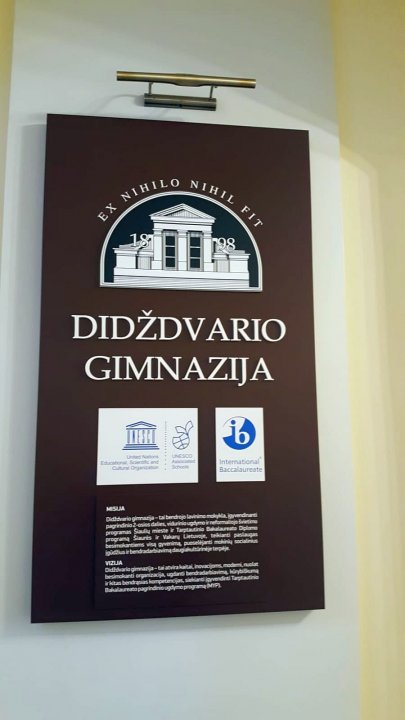 EX NIHILO NIHIL FIT
18 98
DIDŽDVARIO
GIMNAZIJA
United Nations
Educational, Scientific and
Cultural Organization
UNESCO
Associated
Schools
International
Baccalaureate
MISIJA
Didždvario gimnazija – tai bendrojo lavinimo mokykla, įgyvendinanti
pagrindinio 2-osios dalies, vidurinio ugdymo ir neformaliojo švietimo
programas Šiaulių mieste ir Tarptautinio Bakalaureato Diplomo
programą Šiaurės ir Vakarų Lietuvoje, teikianti paslaugas
besimokantiems visą gyvenimą, puoselėjanti mokinių socialinius
įgūdžius ir bendradarbiavimą daugiakultūrinėje terpėje.
VIZIJA
Didždvario gimnazija – tai atvira kaitai, inovacijoms, moderni, nuolat
besimokanti organizacija, ugdanti bendradarbiavimą, kūrybiškumą
ir kitas bendrąsias kompetencijas, siekianti įgyvendinti Tarptautinio
Bakalaureato pagrindinio ugdymo programą (MYP).